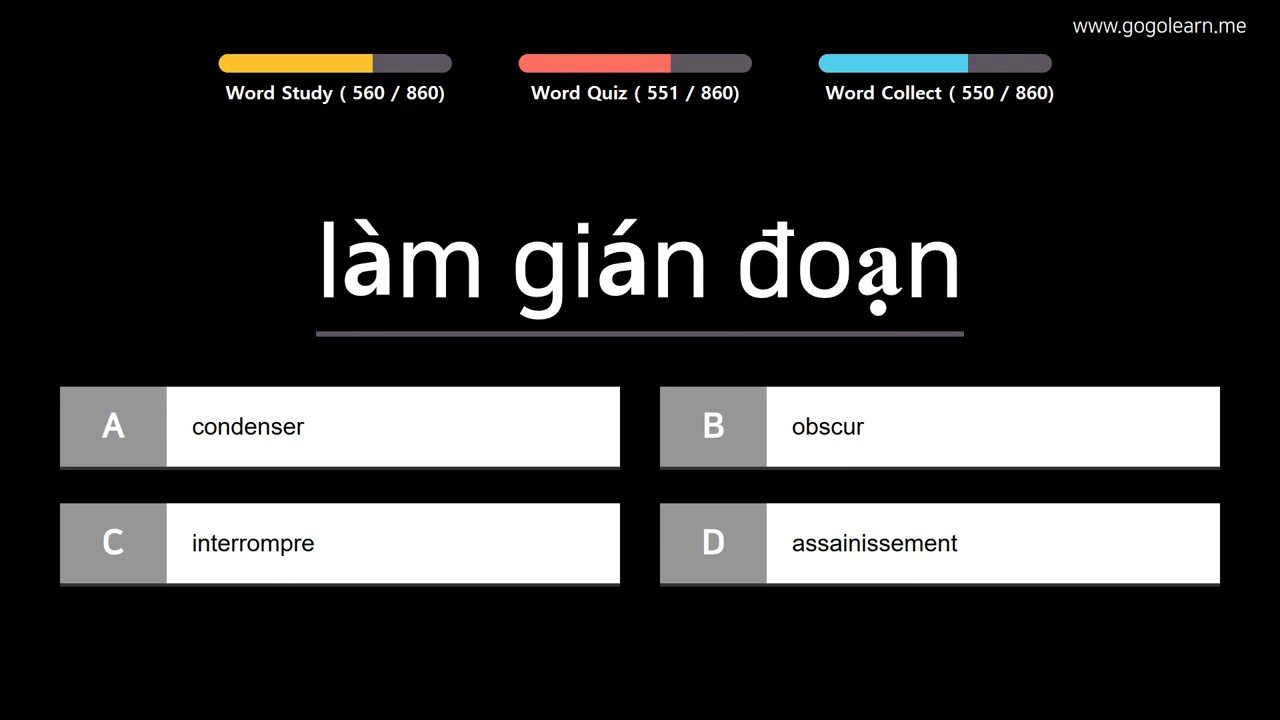 www.gogolearn.me
Word Study ( 560 / 860)
Word Quiz ( 551 / 860)
Word Collect ( 550 / 860)
làm gián đoạn
A condenser
B obscur
C interrompre
D assainissement